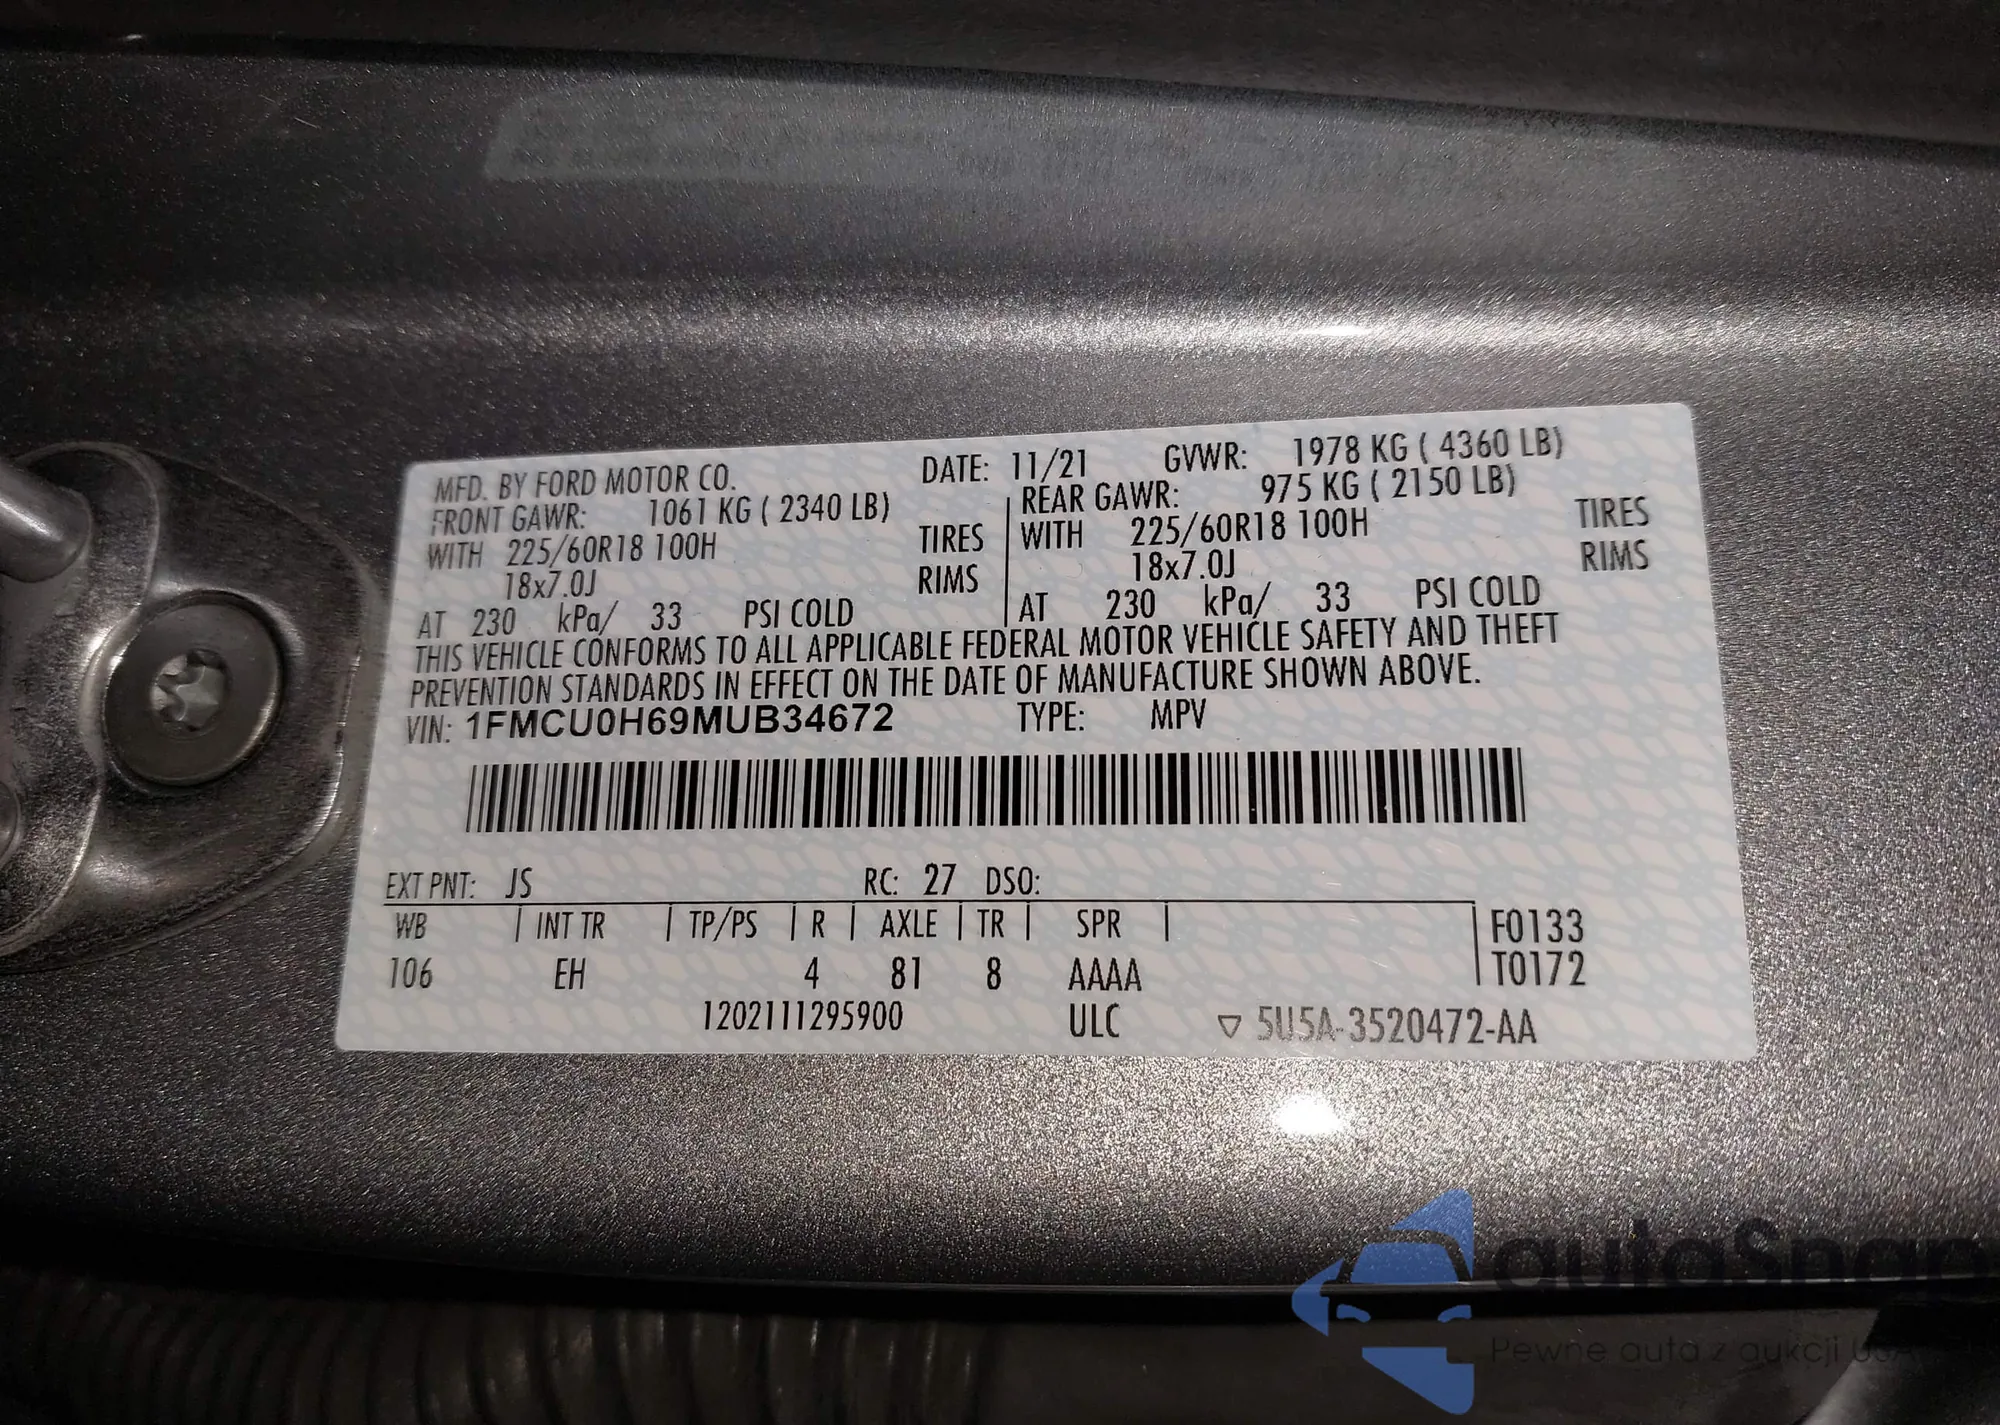 MFD. BY FORD MOTOR CO. DATE: 11/21 GVWR: 1978 KG ( 4360 LB)
FRONT GAWR: 1061 KG ( 2340 LB) REAR GAWR: 975 KG ( 2150 LB)
WITH 225/60R18 100H TIRES WITH 225/60R18 100H TIRES
18x7.0J RIMS 18x7.0J RIMS
AT 230 kPa/ 33 PSI COLD AT 230 kPa/ 33 PSI COLD
THIS VEHICLE CONFORMS TO ALL APPLICABLE FEDERAL MOTOR VEHICLE SAFETY AND THEFT
PREVENTION STANDARDS IN EFFECT ON THE DATE OF MANUFACTURE SHOWN ABOVE.
VIN: 1FMCU0H69MUB34672 TYPE: MPV
EXT PNT: JS RC: 27 DSO:
WB INT TR TP/PS R AXLE TR SPR F0133
106 EH 4 81 8 AAAA T0172
1202111295900 ULC ▽ 5U5A-3520472-AA
autoSnap
Pewne auta z aukcji USA